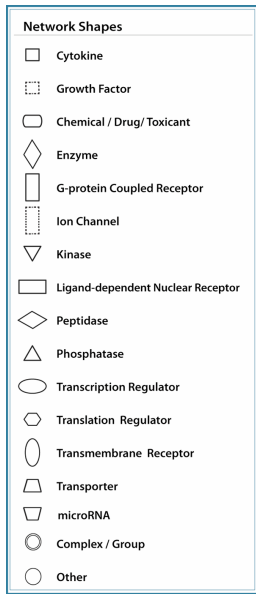 Network Shapes
Cytokine
Growth Factor
Chemical / Drug/ Toxicant
Enzyme
G-protein Coupled Receptor
Ion Channel
Kinase
Ligand-dependent Nuclear Receptor
Peptidase
Phosphatase
Transcription Regulator
Translation Regulator
Transmembrane Receptor
Transporter
microRNA
Complex / Group
Other